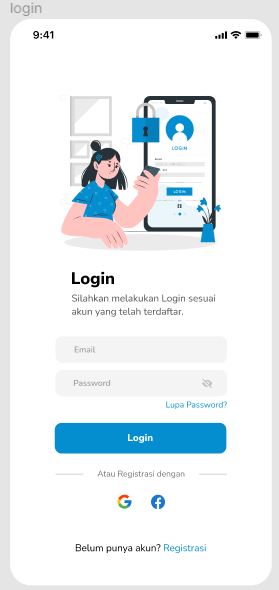 login
9:41
LOGIN
LOGIN
Login
Silahkan melakukan Login sesuai
akun yang telah terdaftar.
Email
Password
Lupa Password?
Login
Atau Registrasi dengan
Belum punya akun? Registrasi